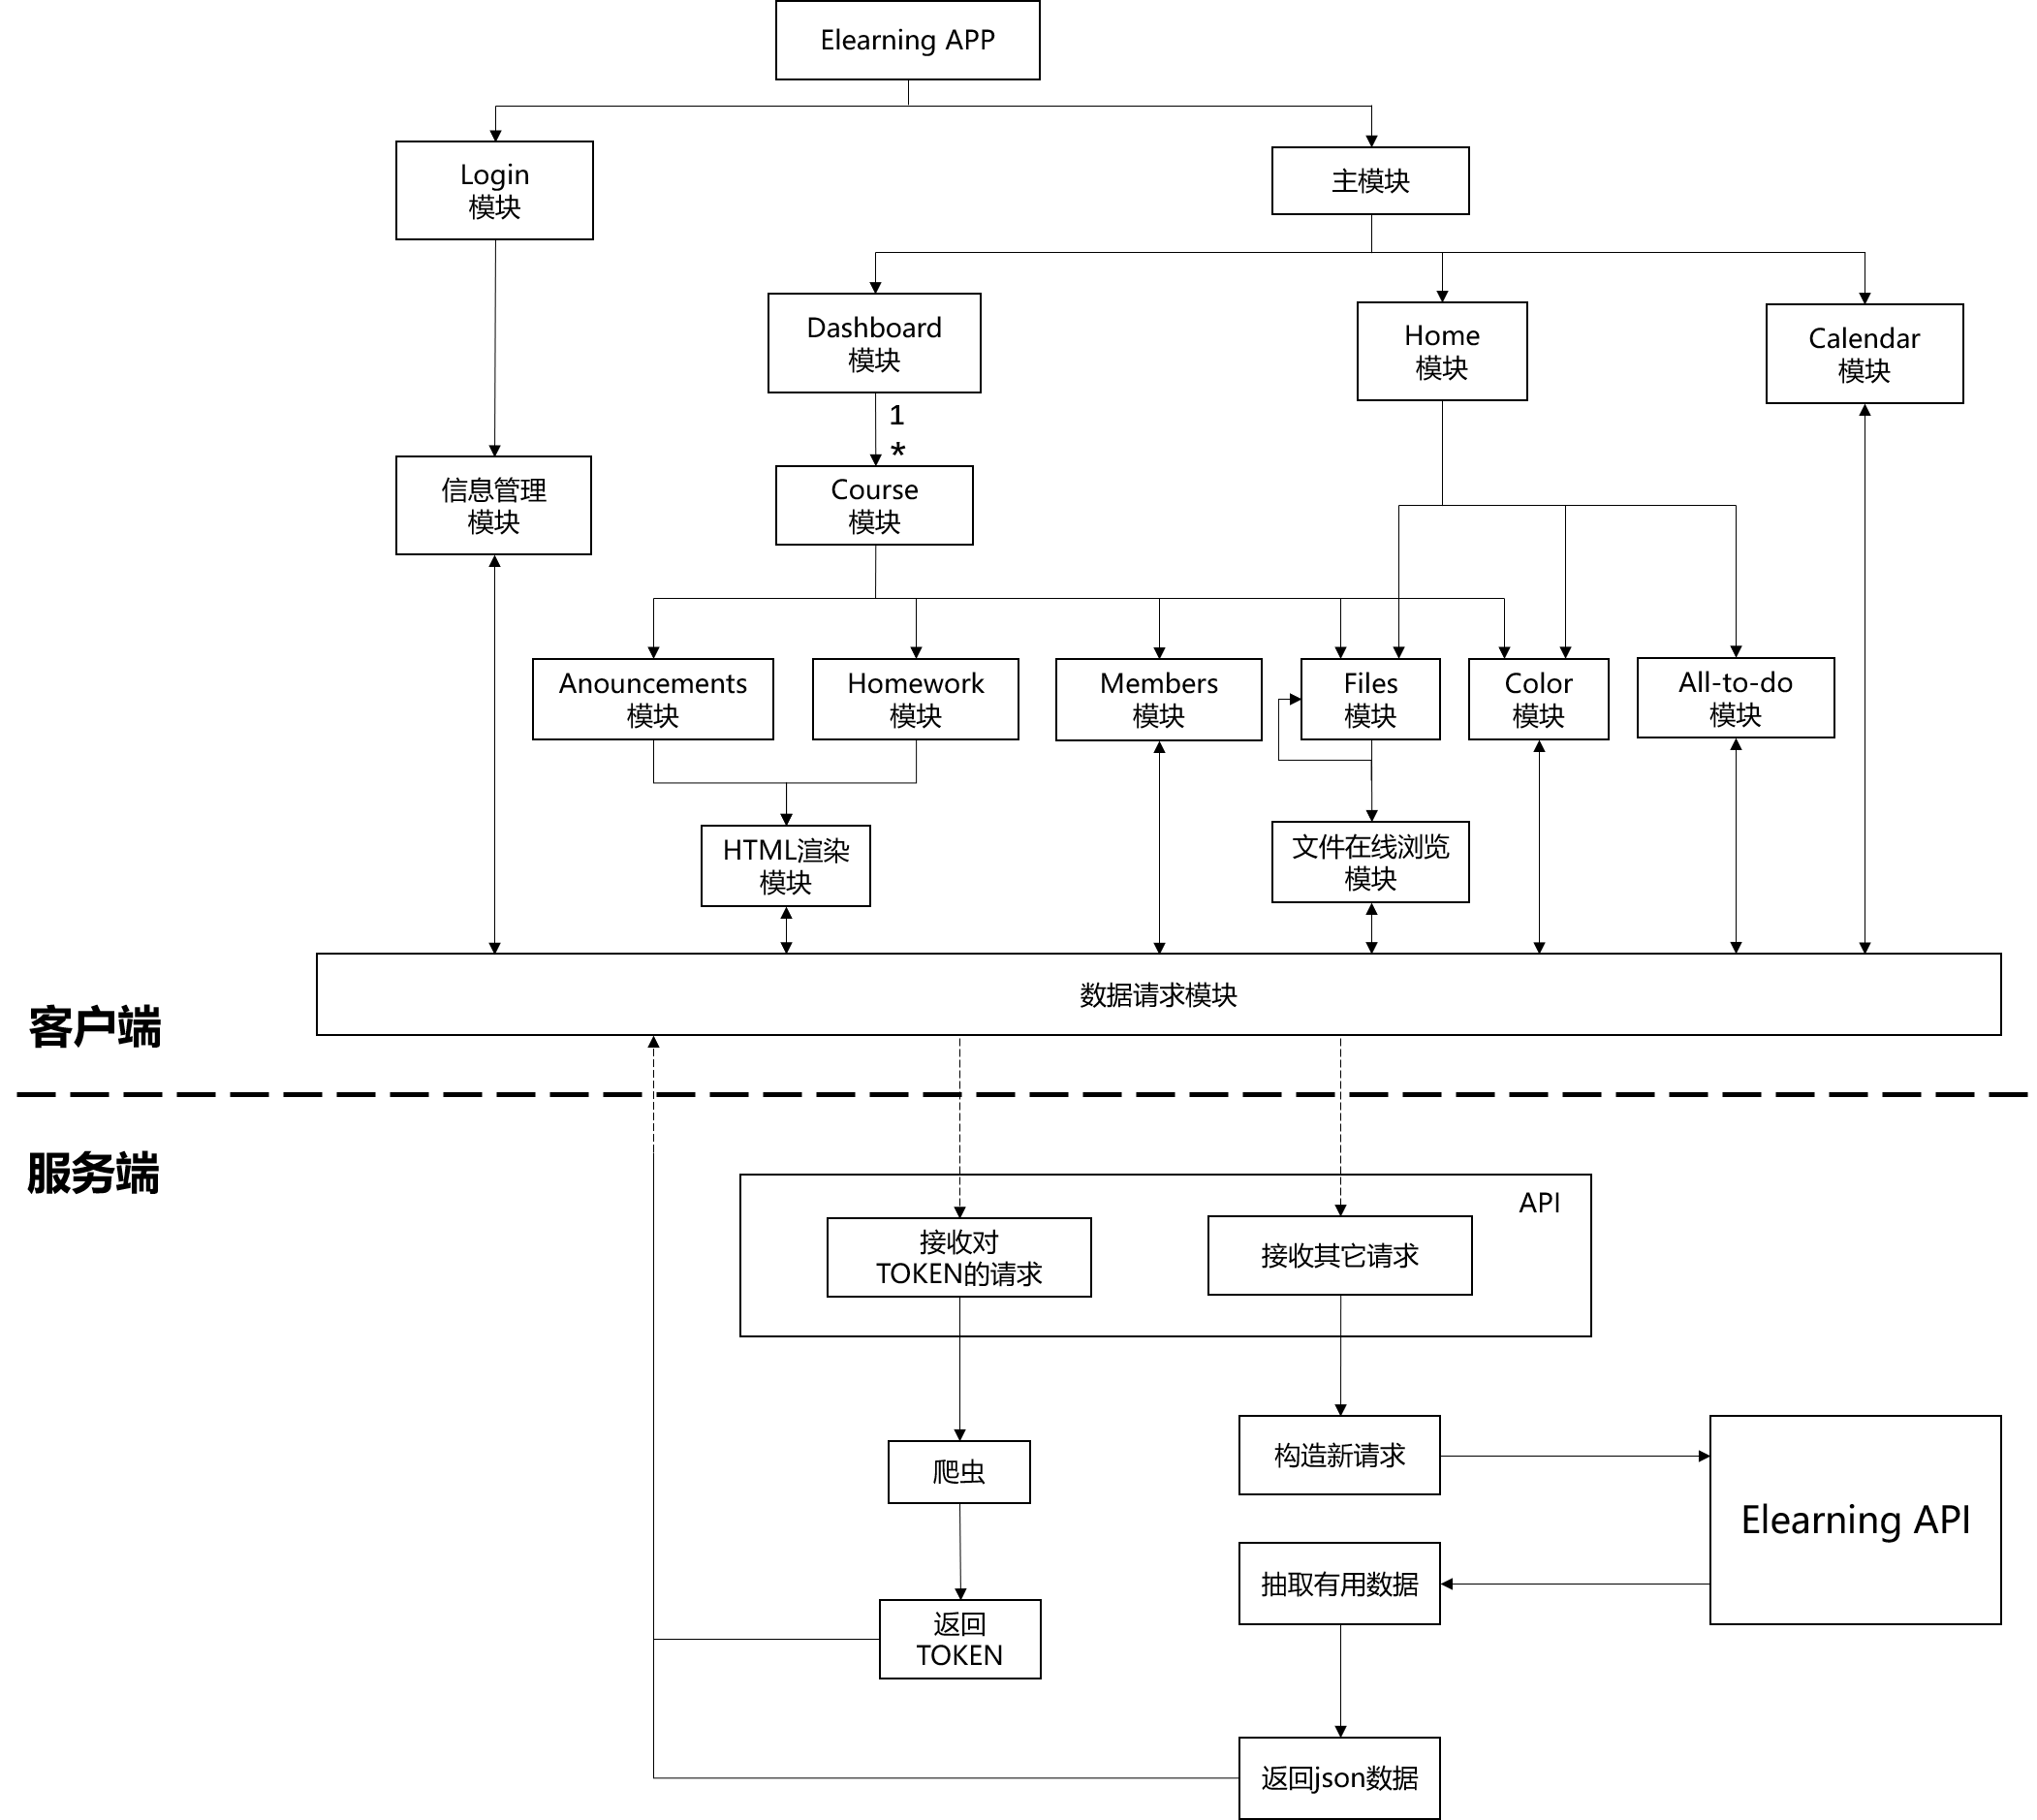 Elearning APP
Login
模块
主模块
Dashboard
模块
Home
模块
Calendar
模块
1
*
信息管理
模块
Course
模块
Anouncements
模块
Homework
模块
Members
模块
Files
模块
Color
模块
All-to-do
模块
HTML渲染
模块
文件在线浏览
模块
数据请求模块
客户端
服务端
API
接收对
TOKEN的请求
接收其它请求
爬虫
构造新请求
Elearning API
抽取有用数据
返回
TOKEN
返回json数据